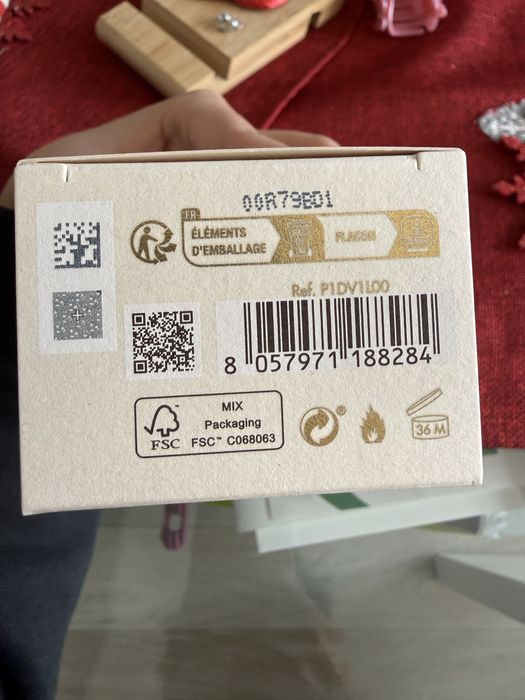 00R79BD1
FR
ÉLÉMENTS
D'EMBALLAGE
FLACON
Ref. P1DV1L00
8 057971 188284
MIX
Packaging
FSC™ C068063
FSC
®
36 M